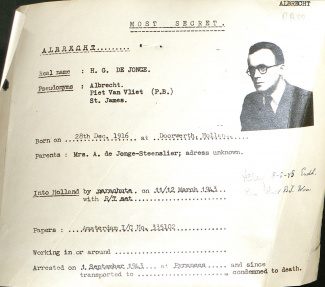 ALBRECHT
MOST SECRET.
ALBRECHT
Real name : H. G. DE JONGE.
Pseudonyms : Albrecht.
Piet Van Vliet (P.B.)
St. James.
Born on 28th Dec. 1916 at Doorwerth
Parents : Mrs. A. de Jonge-Steenslier; adress unknown.
Into Holland by parachute on 11/12 March 1943
with R/T set
Papers : Amsterdam I/C No.
Working in or around
Arrested on 1 September 1943 at Pyrenees and since
transported to condemned to death.